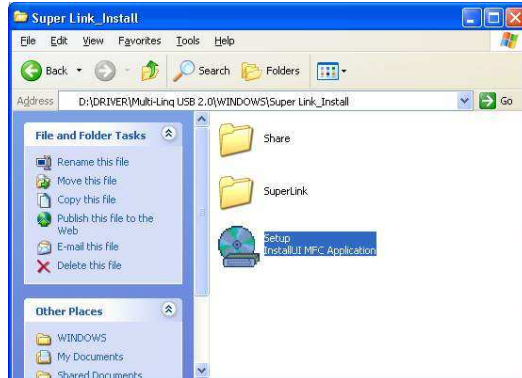 Super Link_Install
File Edit View Favorites Tools Help
Back Search Folders
Address D:\DRIVER\Multi-Linq USB 2.0\WINDOWS\Super Link_Install Go
File and Folder Tasks
Rename this file
Move this file
Copy this file
Publish this file to the
Web
E-mail this file
Delete this file
Other Places
WINDOWS
My Documents
Shared Documents
Share
SuperLink
Setup
InstallUI MFC Application